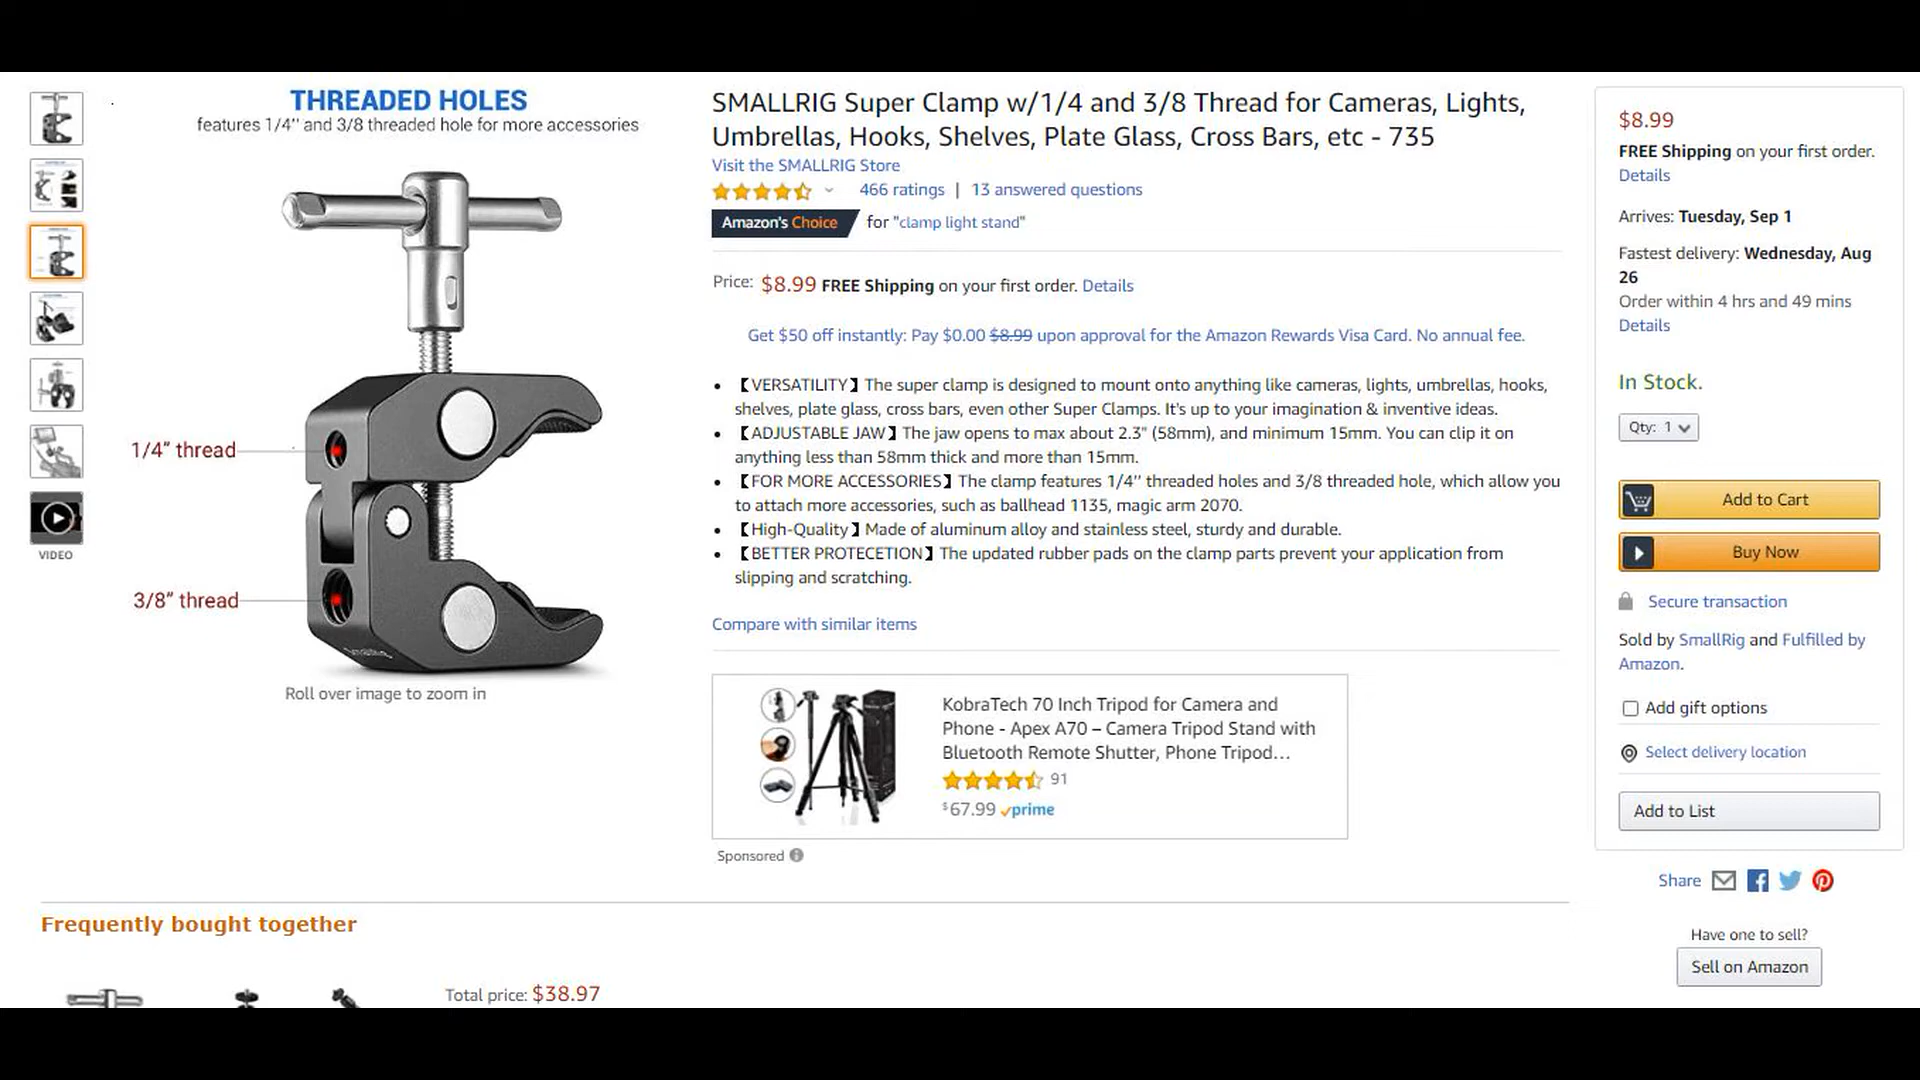 THREADED HOLES
features 1/4'' and 3/8 threaded hole for more accessories
1/4” thread
3/8” thread
Roll over image to zoom in
VIDEO
SMALLRIG Super Clamp w/1/4 and 3/8 Thread for Cameras, Lights,
Umbrellas, Hooks, Shelves, Plate Glass, Cross Bars, etc - 735
Visit the SMALLRIG Store
466 ratings | 13 answered questions
Amazon's Choice for "clamp light stand"
Price: $8.99 FREE Shipping on your first order. Details
Get $50 off instantly: Pay $0.00 $8.99 upon approval for the Amazon Rewards Visa Card. No annual fee.
• 【VERSATILITY】The super clamp is designed to mount onto anything like cameras, lights, umbrellas, hooks,
shelves, plate glass, cross bars, even other Super Clamps. It's up to your imagination & inventive ideas.
• 【ADJUSTABLE JAW】The jaw opens to max about 2.3" (58mm), and minimum 15mm. You can clip it on
anything less than 58mm thick and more than 15mm.
• 【FOR MORE ACCESSORIES】The clamp features 1/4'' threaded holes and 3/8 threaded hole, which allow you
to attach more accessories, such as ballhead 1135, magic arm 2070.
• 【High-Quality】Made of aluminum alloy and stainless steel, sturdy and durable.
• 【BETTER PROTECETION】The updated rubber pads on the clamp parts prevent your application from
slipping and scratching.
Compare with similar items
KobraTech 70 Inch Tripod for Camera and
Phone - Apex A70 – Camera Tripod Stand with
Bluetooth Remote Shutter, Phone Tripod…
91
$67.99 prime
Sponsored
$8.99
FREE Shipping on your first order.
Details
Arrives: Tuesday, Sep 1
Fastest delivery: Wednesday, Aug
26
Order within 4 hrs and 49 mins
Details
In Stock.
Qty: 1
Add to Cart
Buy Now
Secure transaction
Sold by SmallRig and Fulfilled by
Amazon.
Add gift options
Select delivery location
Add to List
Share
Have one to sell?
Sell on Amazon
Frequently bought together
Total price: $38.97